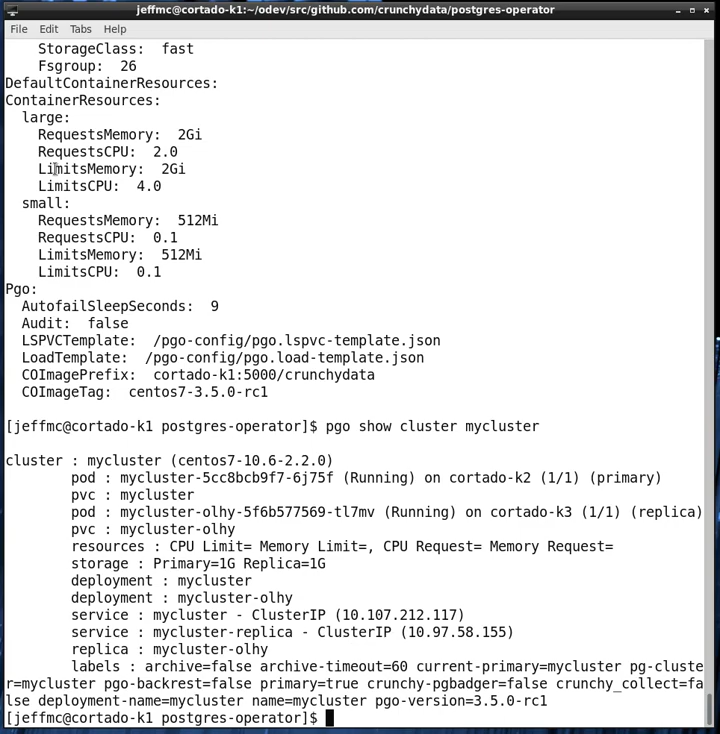 jeffmc@cortado-k1:~/odev/src/github.com/crunchydata/postgres-operator
File Edit Tabs Help
StorageClass: fast
Fsgroup: 26
DefaultContainerResources:
ContainerResources:
large:
RequestsMemory: 2Gi
RequestsCPU: 2.0
LimitsMemory: 2Gi
LimitsCPU: 4.0
small:
RequestsMemory: 512Mi
RequestsCPU: 0.1
LimitsMemory: 512Mi
LimitsCPU: 0.1
Pgo:
AutofailSleepSeconds: 9
Audit: false
LSPVCTemplate: /pgo-config/pgo.lspvc-template.json
LoadTemplate: /pgo-config/pgo.load-template.json
COImagePrefix: cortado-k1:5000/crunchydata
COImageTag: centos7-3.5.0-rc1
[jeffmc@cortado-k1 postgres-operator]$ pgo show cluster mycluster
cluster : mycluster (centos7-10.6-2.2.0)
pod : mycluster-5cc8bcb9f7-6j75f (Running) on cortado-k2 (1/1) (primary)
pvc : mycluster
pod : mycluster-olhy-5f6b577569-tl7mv (Running) on cortado-k3 (1/1) (replica)
pvc : mycluster-olhy
resources : CPU Limit= Memory Limit=, CPU Request= Memory Request=
storage : Primary=1G Replica=1G
deployment : mycluster
deployment : mycluster-olhy
service : mycluster - ClusterIP (10.107.212.117)
service : mycluster-replica - ClusterIP (10.97.58.155)
replica : mycluster-olhy
labels : archive=false archive-timeout=60 current-primary=mycluster pg-cluste
r=mycluster pgo-backrest=false primary=true crunchy-pgbadger=false crunchy_collect=fa
lse deployment-name=mycluster name=mycluster pgo-version=3.5.0-rc1
[jeffmc@cortado-k1 postgres-operator]$